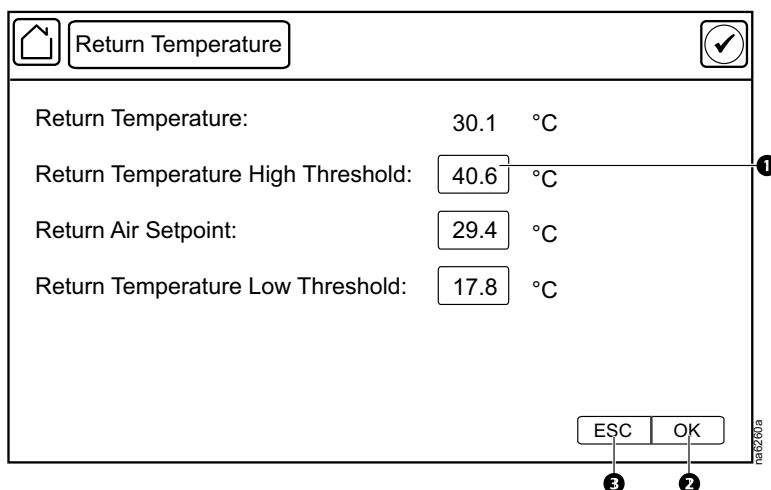 Return Temperature
Return Temperature: 30.1 °C
Return Temperature High Threshold: 40.6 °C
1
Return Air Setpoint: 29.4 °C
Return Temperature Low Threshold: 17.8 °C
ESC OK
na6260a
3 2